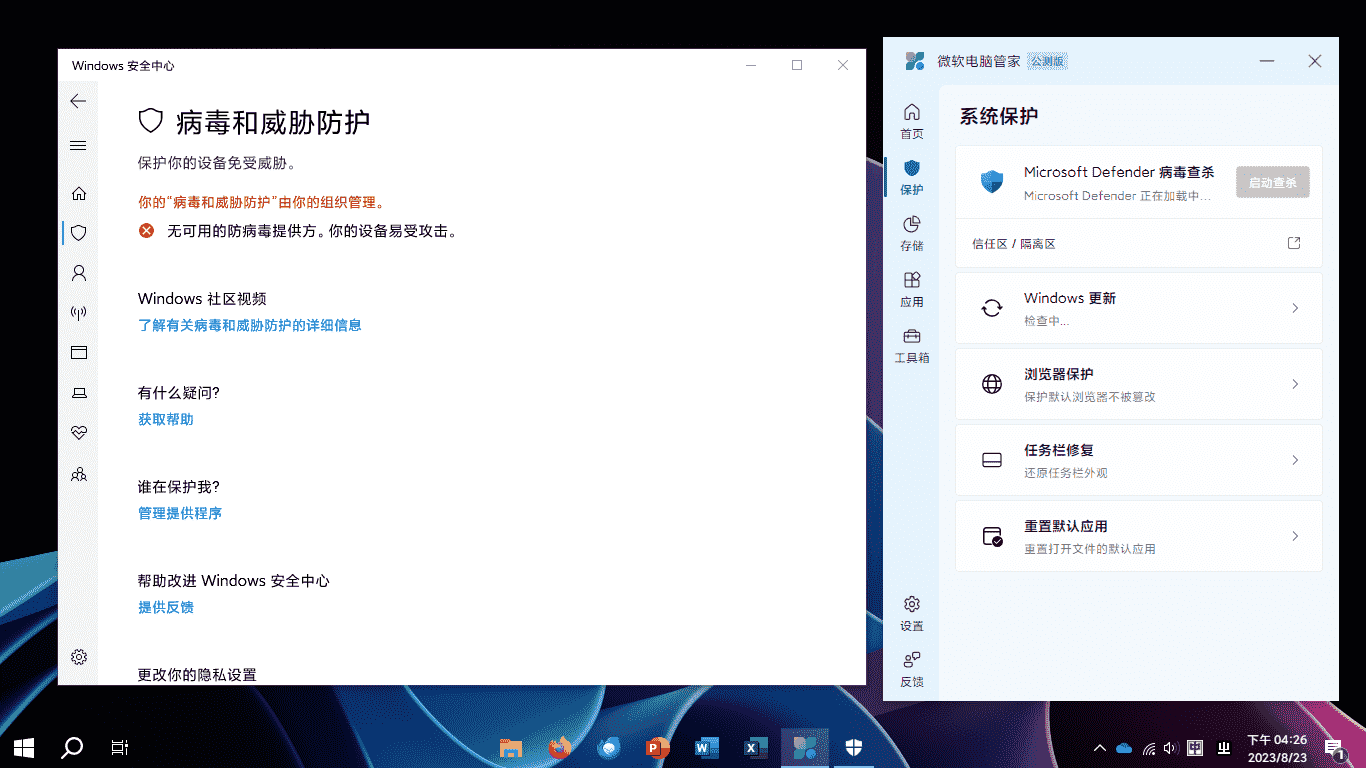 Windows 安全中心
病毒和威胁防护
保护你的设备免受威胁。
你的“病毒和威胁防护”由你的组织管理。
无可用的防病毒提供方。你的设备易受攻击。
Windows 社区视频
了解有关病毒和威胁防护的详细信息
有什么疑问?
获取帮助
谁在保护我?
管理提供程序
帮助改进 Windows 安全中心
提供反馈
更改你的隐私设置
微软电脑管家 公测版
首页
保护
存储
应用
工具箱
设置
反馈
系统保护
Microsoft Defender 病毒查杀
Microsoft Defender 正在加载中...
启动查杀
信任区 / 隔离区
Windows 更新
检查中...
浏览器保护
保护默认浏览器不被篡改
任务栏修复
还原任务栏外观
重置默认应用
重置打开文件的默认应用
P
W
X
中
下午 04:26
2023/8/23
1